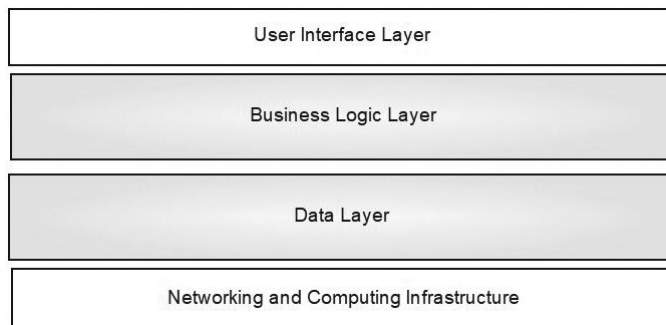 User Interface Layer
Business Logic Layer
Data Layer
Networking and Computing Infrastructure